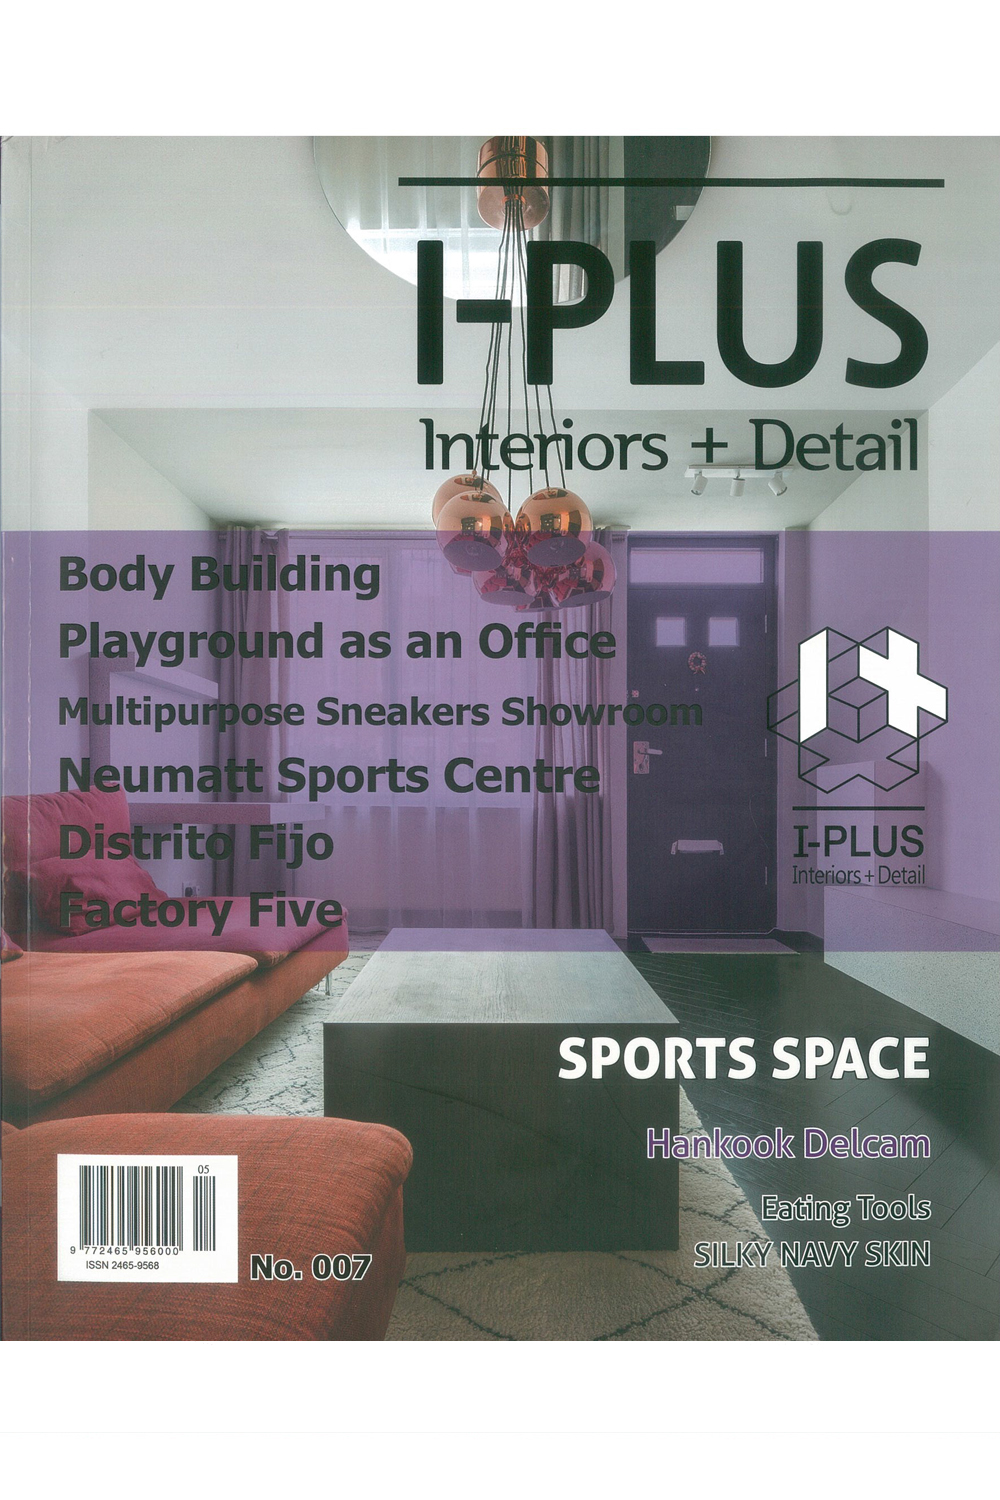 I-PLUS
Interiors + Detail
Body Building
Playground as an Office
Multipurpose Sneakers Showroom
Neumatt Sports Centre
Distrito Fijo
Factory Five
I+
I-PLUS
Interiors + Detail
SPORTS SPACE
Hankook Delcam
Eating Tools
SILKY NAVY SKIN
05
9 772465 956000
ISSN 2465-9568
No. 007